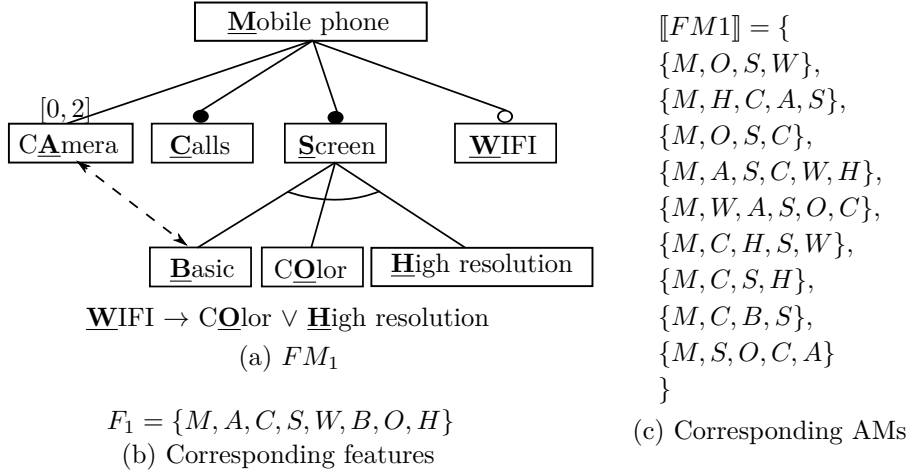 Mobile phone
[0, 2]
CAmera
Calls
Screen
WIFI
Basic
COlor
High resolution
WIFI → COlor ∨ High resolution
(a) FM₁
F₁ = {M, A, C, S, W, B, O, H}
(b) Corresponding features
⟦FM1⟧ = {
{M, O, S, W},
{M, H, C, A, S},
{M, O, S, C},
{M, A, S, C, W, H},
{M, W, A, S, O, C},
{M, C, H, S, W},
{M, C, S, H},
{M, C, B, S},
{M, S, O, C, A}
}
(c) Corresponding AMs